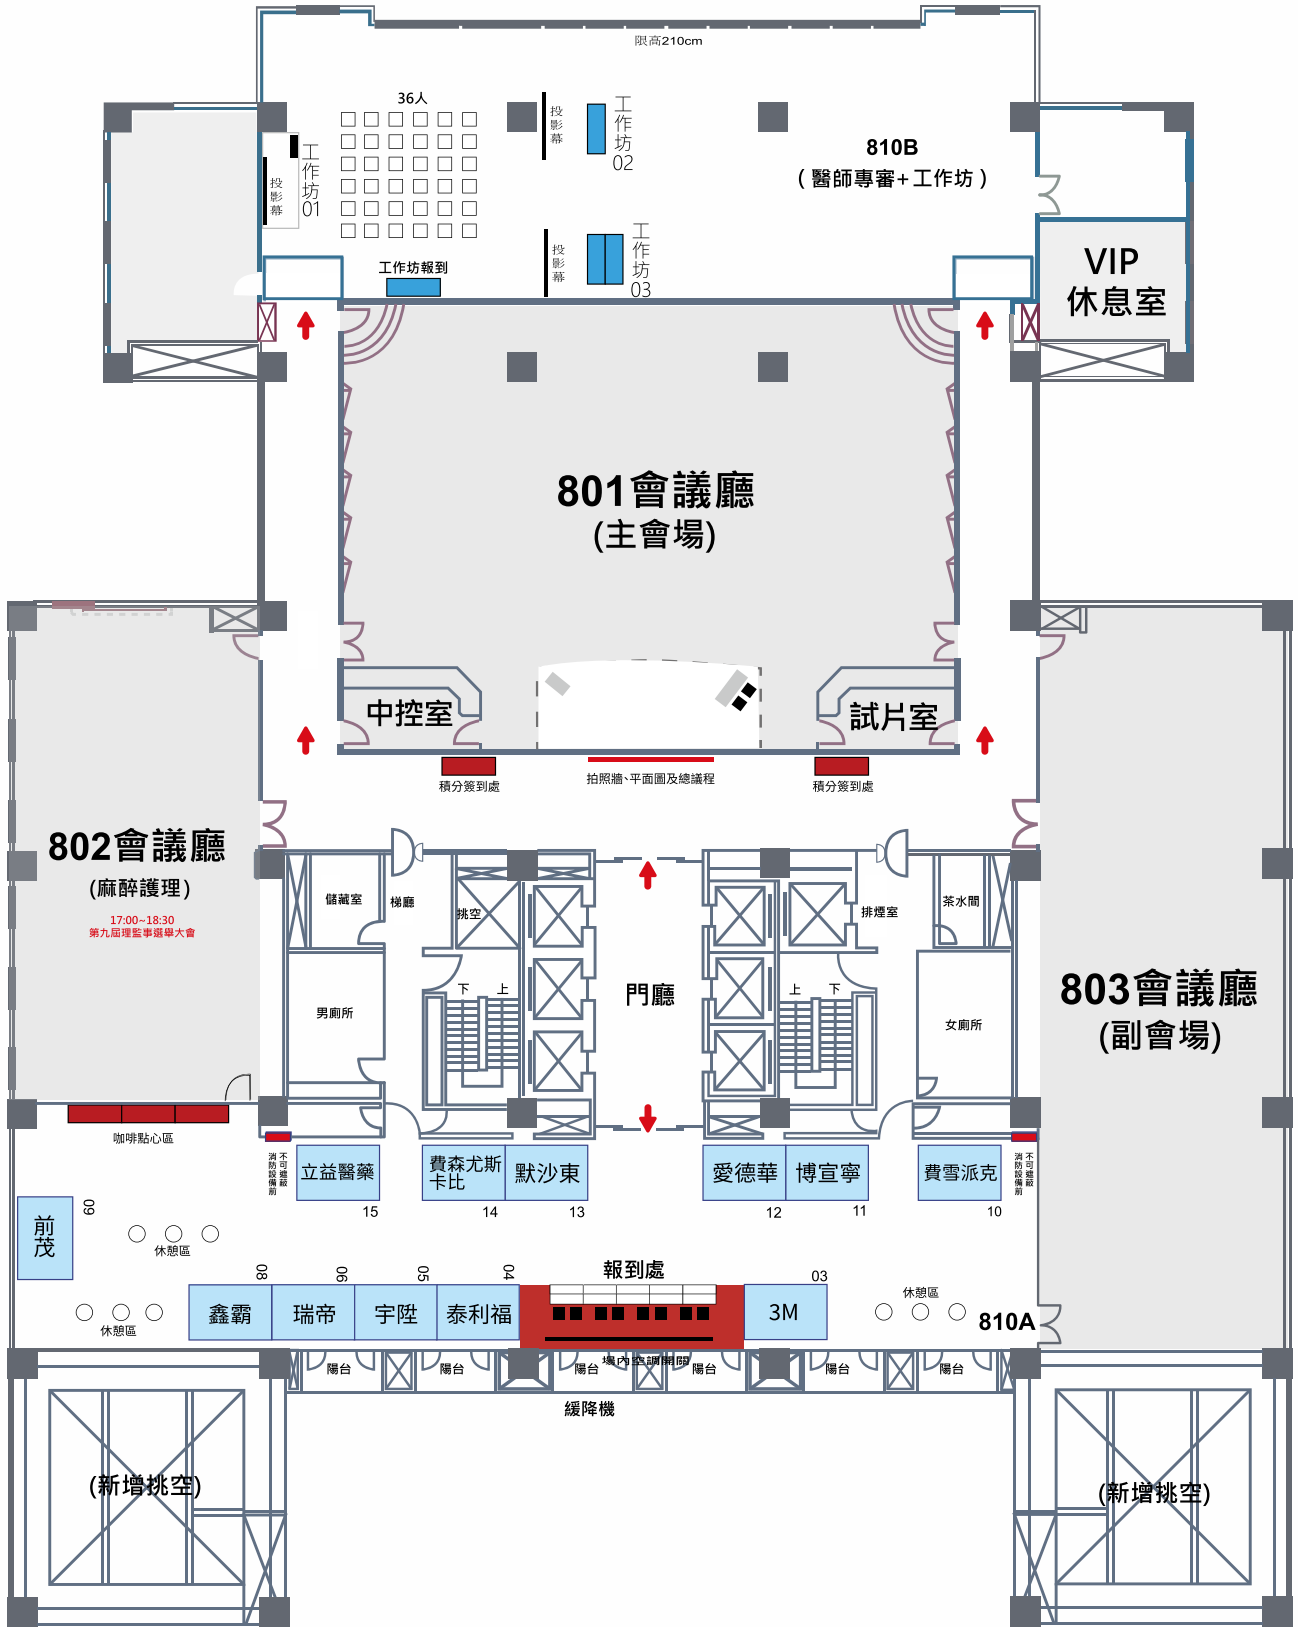 限高210cm
36人
投影幕
工作坊01
投影幕
工作坊02
810B
(醫師專審+工作坊)
投影幕
工作坊03
工作坊報到
VIP
休息室
801會議廳
(主會場)
中控室
試片室
積分簽到處
拍照牆、平面圖及總議程
積分簽到處
802會議廳
(麻醉護理)
17:00~18:30
第九屆理監事選舉大會
儲藏室
梯廳
挑空
排煙室
茶水間
門廳
下
上
上
下
男廁所
女廁所
803會議廳
(副會場)
咖啡點心區
消防設備前
不可遮蔽
立益醫藥
15
費森尤斯
卡比
14
默沙東
13
愛德華
12
博宣寧
11
費雪派克
10
消防設備前
不可遮蔽
前茂
09
休憩區
休憩區
鑫霸
08
瑞帝
06
宇陞
05
泰利福
04
報到處
3M
03
休憩區
810A
場內空調開關
陽台
陽台
陽台
陽台
陽台
陽台
緩降機
(新增挑空)
(新增挑空)